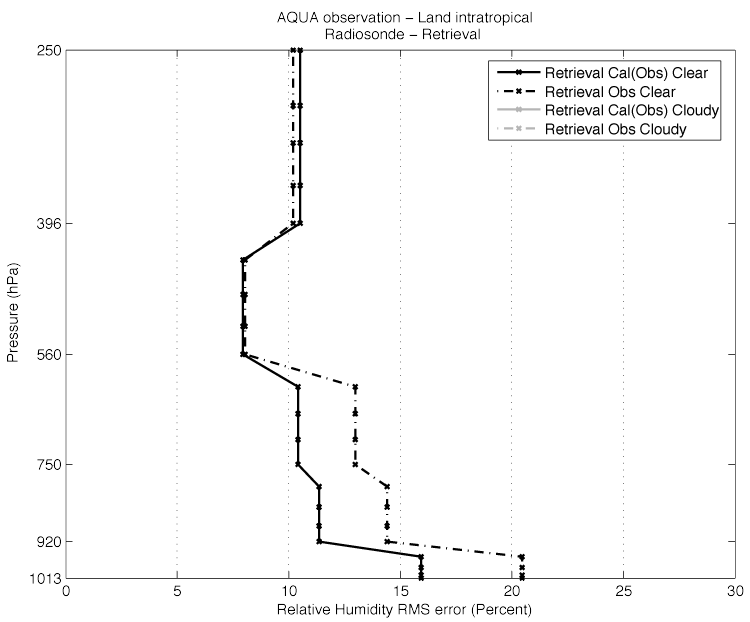 AQUA observation – Land intratropical
Radiosonde – Retrieval
Retrieval Cal(Obs) Clear
Retrieval Obs Clear
Retrieval Cal(Obs) Cloudy
Retrieval Obs Cloudy
Pressure (hPa)
250
396
560
750
920
1013
0 5 10 15 20 25 30
Relative Humidity RMS error (Percent)